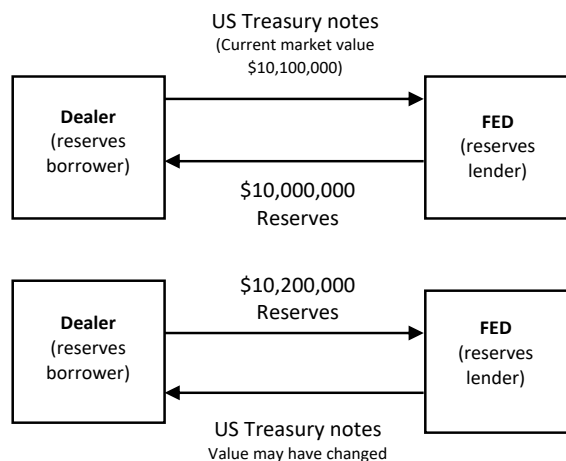 US Treasury notes
(Current market value
$10,100,000)
Dealer
(reserves
borrower)
FED
(reserves
lender)
$10,000,000
Reserves
$10,200,000
Reserves
Dealer
(reserves
borrower)
FED
(reserves
lender)
US Treasury notes
Value may have changed